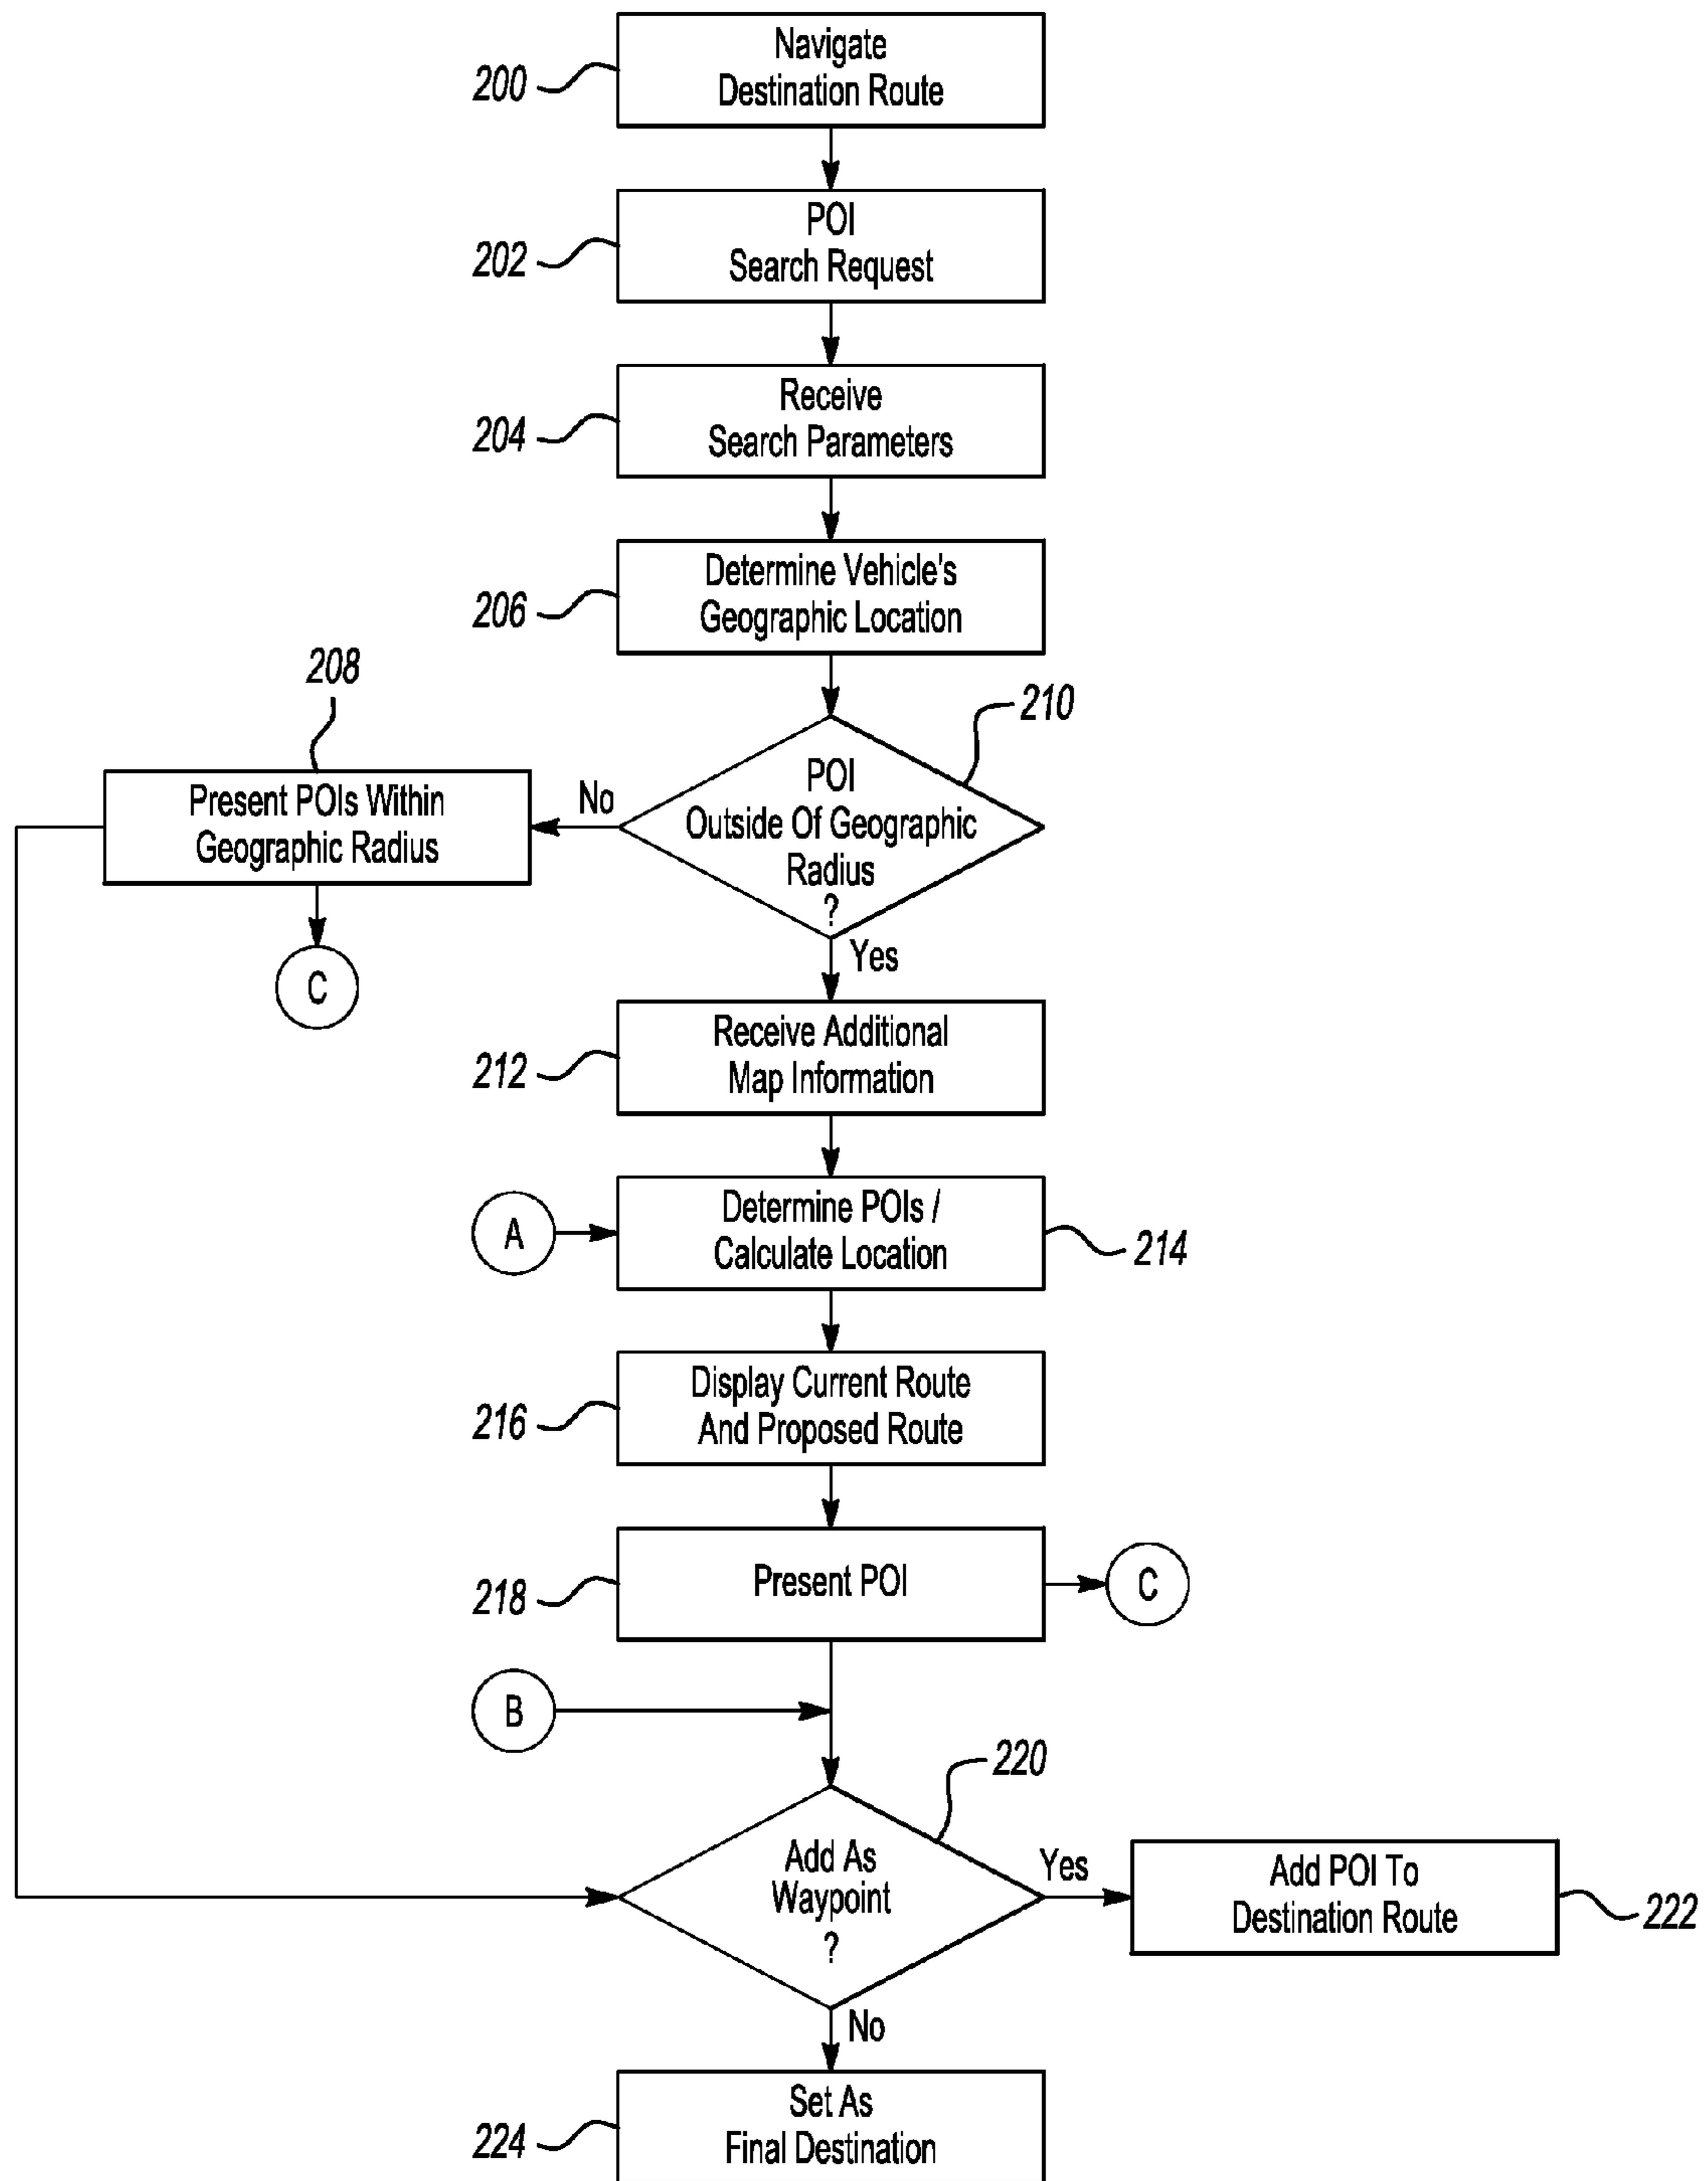 Navigate
Destination Route
200
POI
Search Request
202
Receive
Search Parameters
204
Determine Vehicle's
Geographic Location
206
208
210
Present POIs Within
Geographic Radius
No
POI
Outside Of Geographic
Radius
?
Yes
C
Receive Additional
Map Information
212
A
Determine POIs /
Calculate Location
214
Display Current Route
And Proposed Route
216
Present POI
C
218
B
220
Add As
Waypoint
?
Yes
Add POI To
Destination Route
222
No
Set As
Final Destination
224